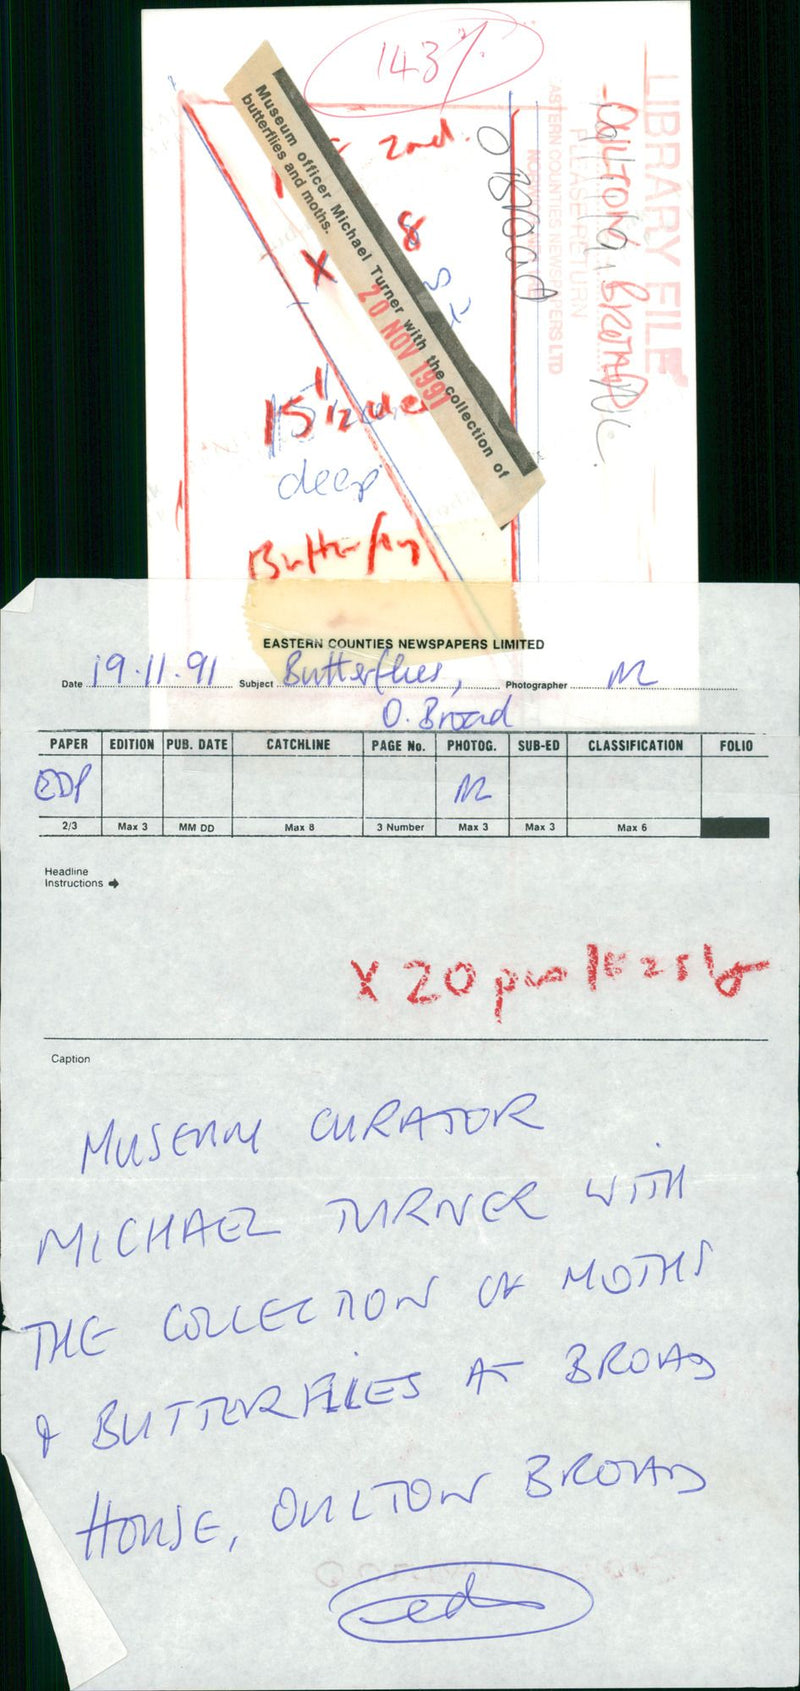 143%
LIBRARY FILE
PLEASE RETURN
EASTERN COUNTIES NEWSPAPERS LTD
OULTON BROAD
O Broad
2nd.
X 8
Museum officer Michael Turner with the collection of
butterflies and moths.
20 NOV 1991
15 1/2
deep
Butterfly
EASTERN COUNTIES NEWSPAPERS LIMITED
Date 19.11.91 Subject Butterflies, Photographer
O. Broad
PAPER EDITION PUB. DATE CATCHLINE PAGE No. PHOTOG. SUB-ED CLASSIFICATION FOLIO
EDP
2/3 Max 3 MM DD Max 8 3 Number Max 3 Max 3 Max 6
Headline
Instructions ➔
X 20
Caption
MUSEUM CURATOR
MICHAEL TURNER WITH
THE COLLECTION OF MOTHS
& BUTTERFLIES AT BROAD
HOUSE, OULTON BROAD